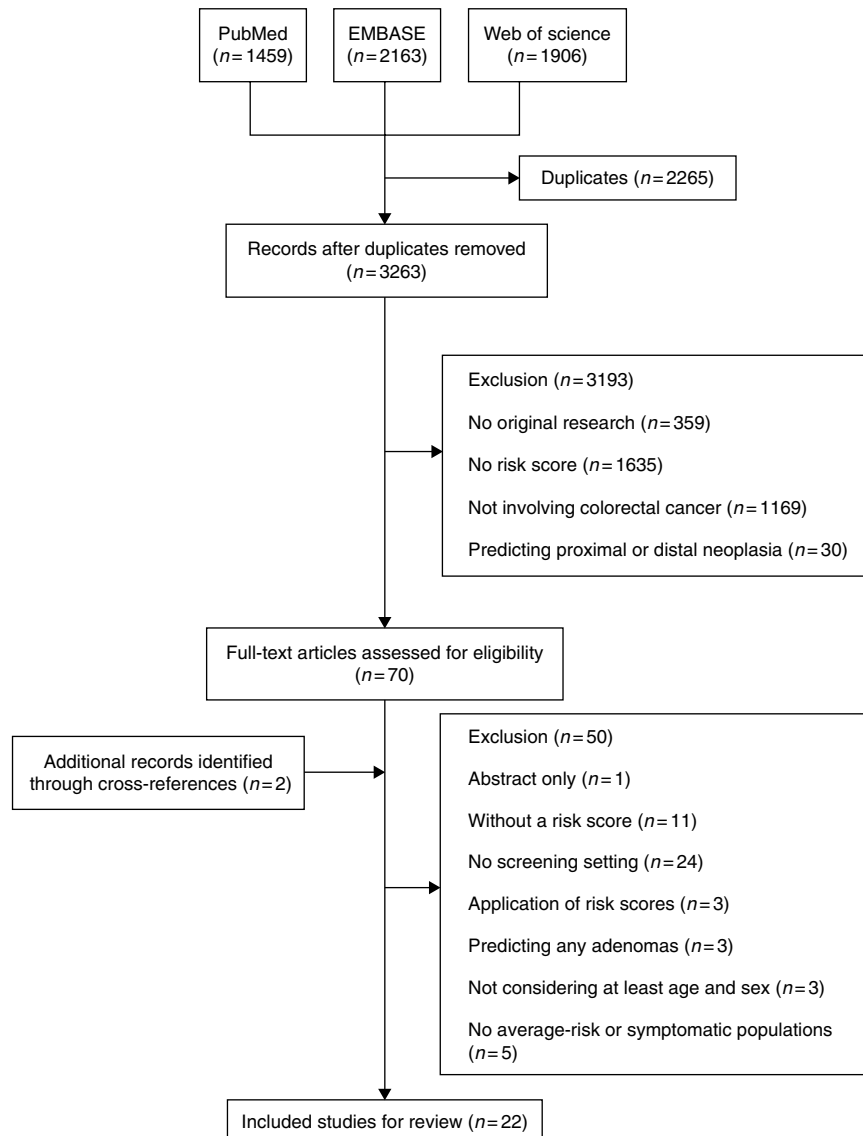 PubMed
(n=1459)
EMBASE
(n=2163)
Web of science
(n=1906)
Duplicates (n=2265)
Records after duplicates removed
(n=3263)
Exclusion (n=3193)
No original research (n=359)
No risk score (n=1635)
Not involving colorectal cancer (n=1169)
Predicting proximal or distal neoplasia (n=30)
Full-text articles assessed for eligibility
(n=70)
Additional records identified
through cross-references (n=2)
Exclusion (n=50)
Abstract only (n=1)
Without a risk score (n=11)
No screening setting (n=24)
Application of risk scores (n=3)
Predicting any adenomas (n=3)
Not considering at least age and sex (n=3)
No average-risk or symptomatic populations
(n=5)
Included studies for review (n=22)